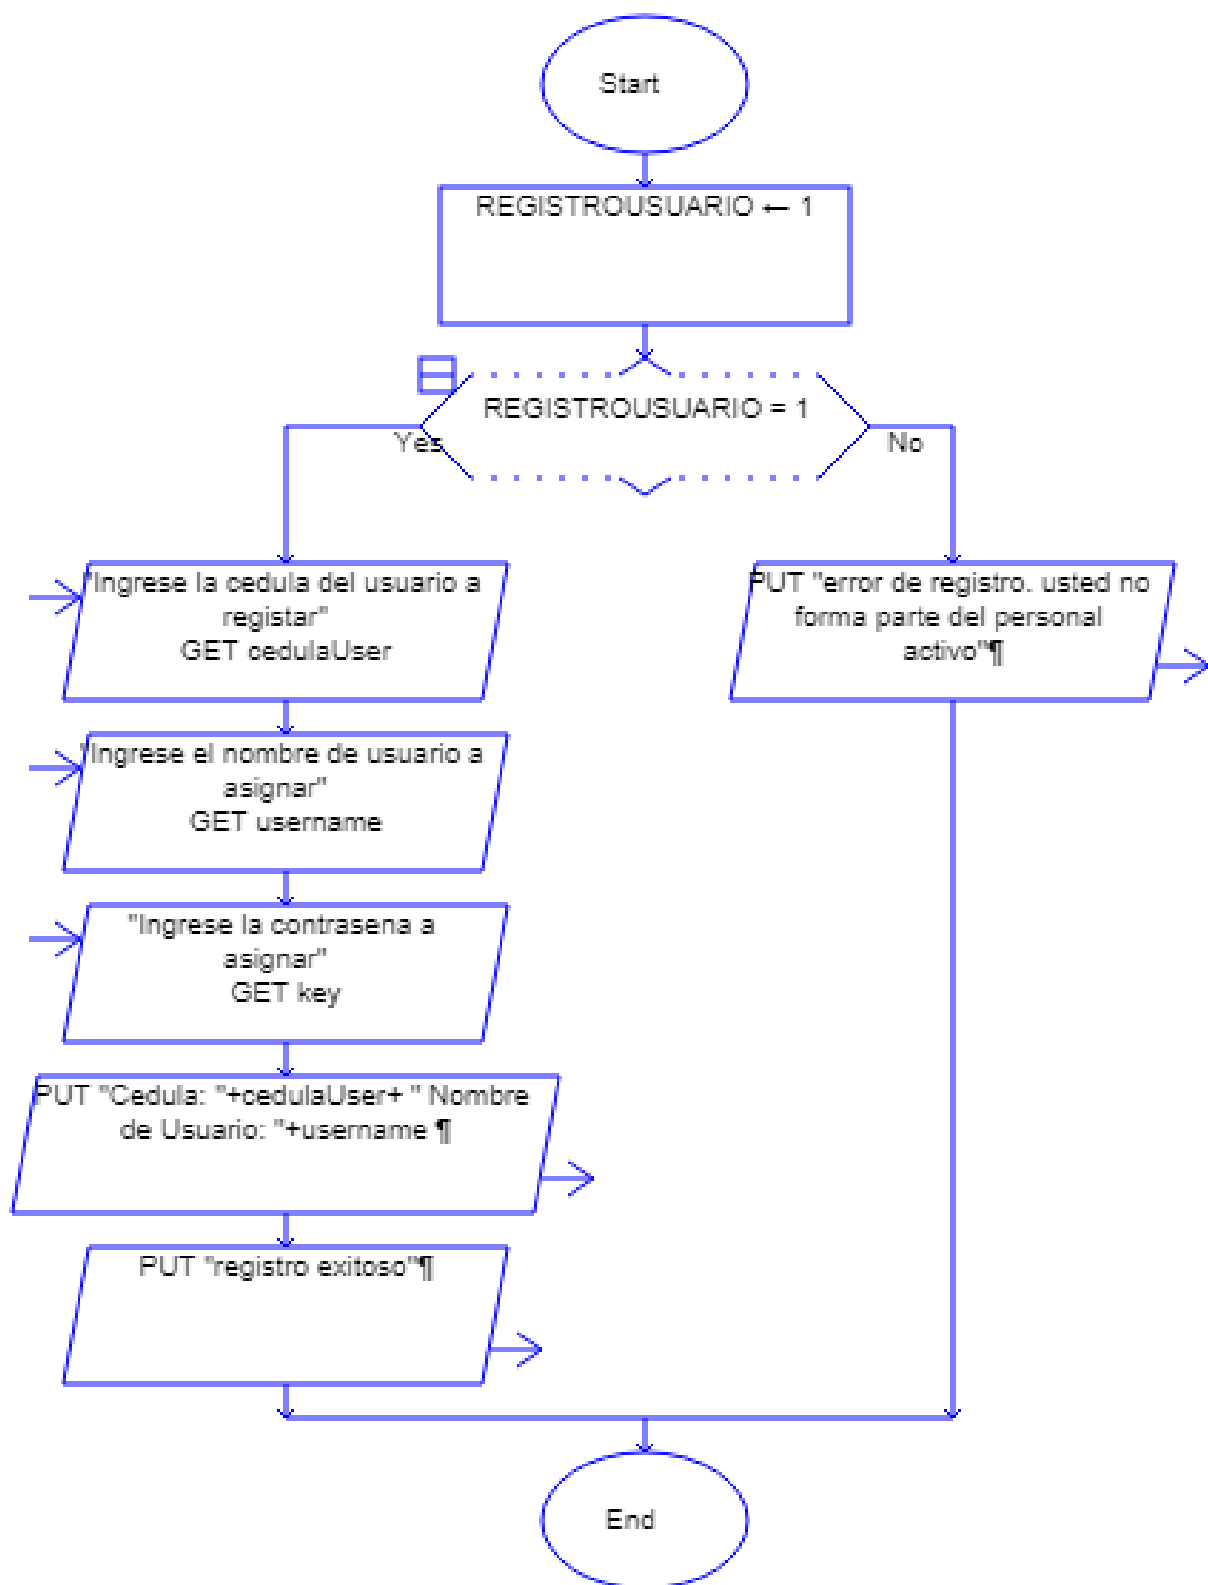 Start
REGISTROUSUARIO ← 1
REGISTROUSUARIO = 1
Yes
No
"Ingrese la cedula del usuario a
registar"
GET cedulaUser
"Ingrese el nombre de usuario a
asignar"
GET username
"Ingrese la contrasena a
asignar"
GET key
PUT "Cedula: "+cedulaUser+ " Nombre
de Usuario: "+username ¶
PUT "registro exitoso"¶
PUT "error de registro. usted no
forma parte del personal
activo"¶
End